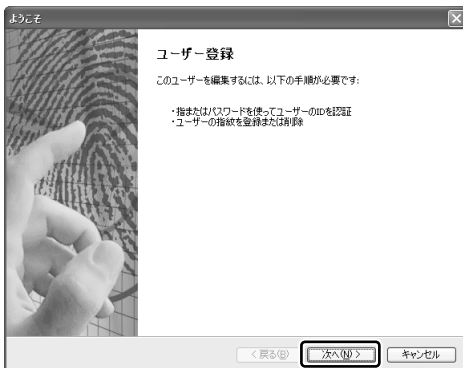 ようこそ
ユーザー登録
このユーザーを編集するには、以下の手順が必要です:
・指またはパスワードを使ってユーザーのIDを認証
・ユーザーの指紋を登録または削除
< 戻る(B)
次へ(N) >
キャンセル